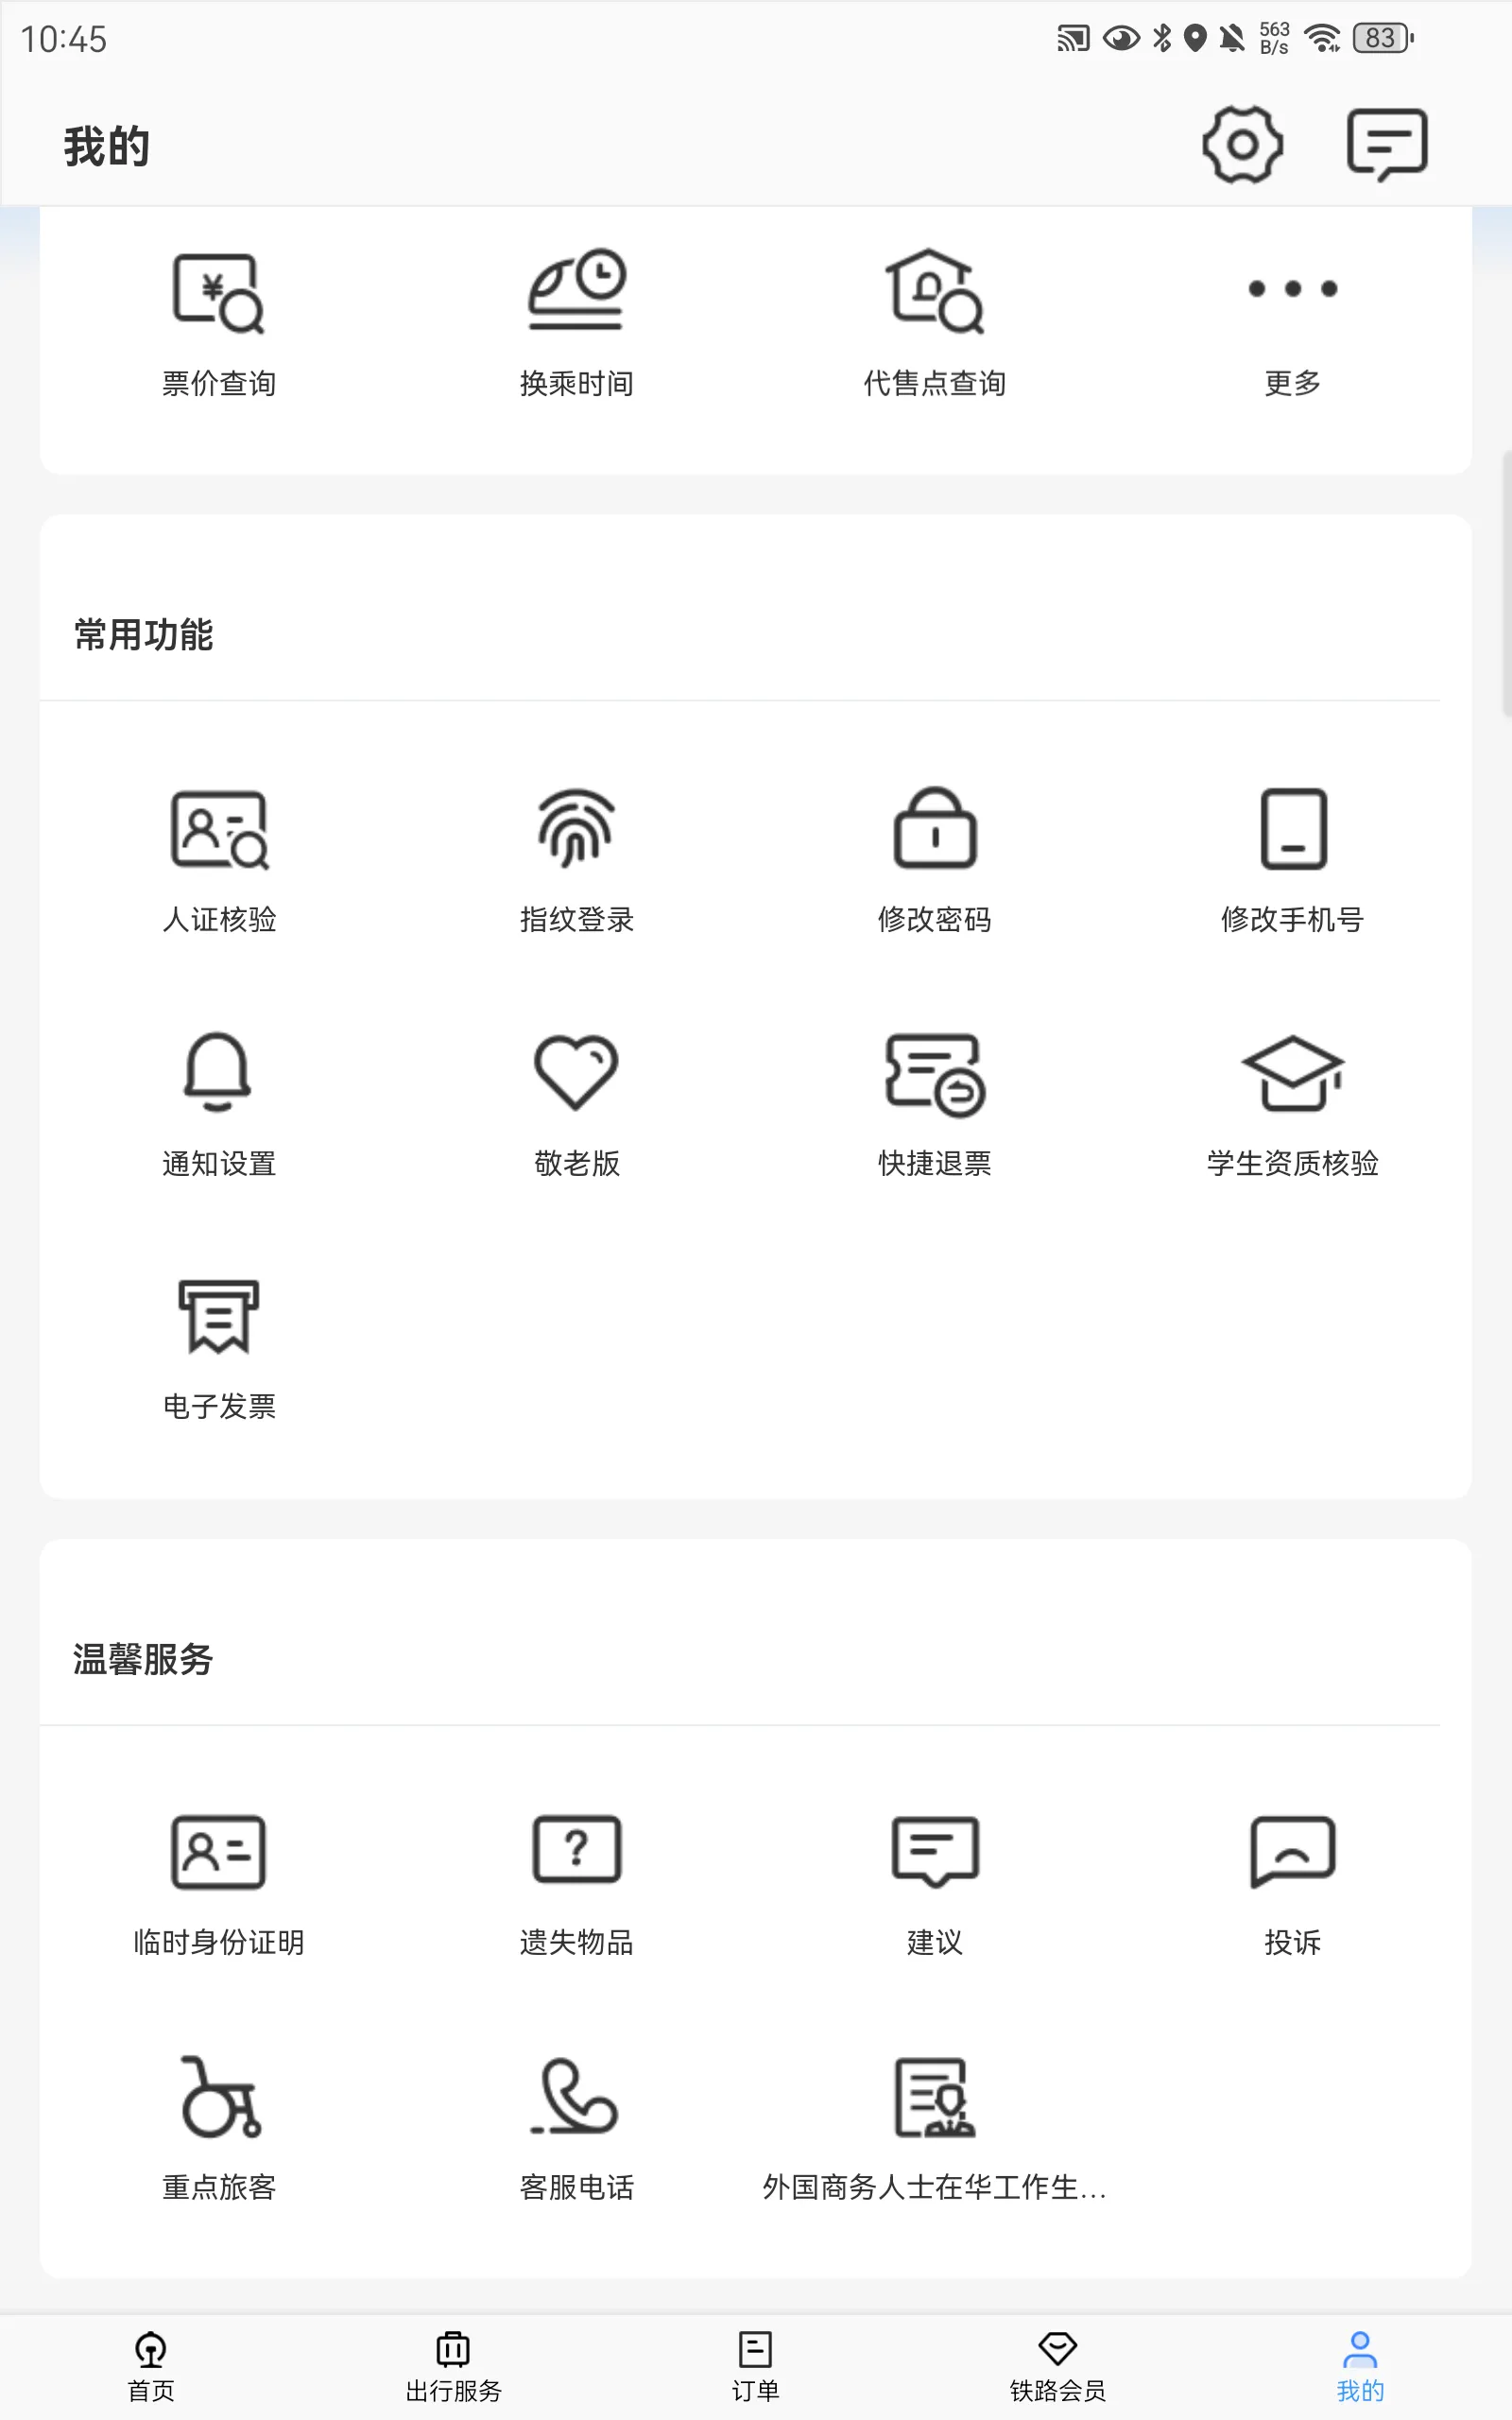 10:45
563
B/s
83
我的
票价查询 换乘时间 代售点查询 更多
常用功能
人证核验 指纹登录 修改密码 修改手机号
通知设置 敬老版 快捷退票 学生资质核验
电子发票
温馨服务
临时身份证明 遗失物品 建议 投诉
重点旅客 客服电话 外国商务人士在华工作生...
首页 出行服务 订单 铁路会员 我的